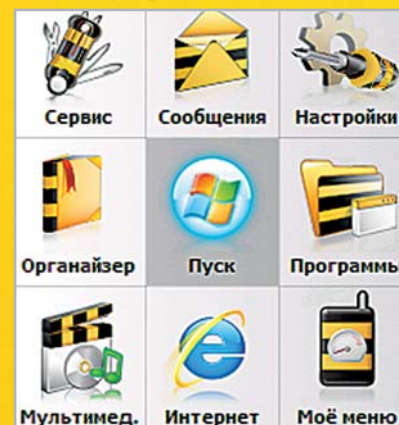 Сервис Сообщения Настройки
Органайзер Пуск Программы
Мультимед. Интернет Моё меню